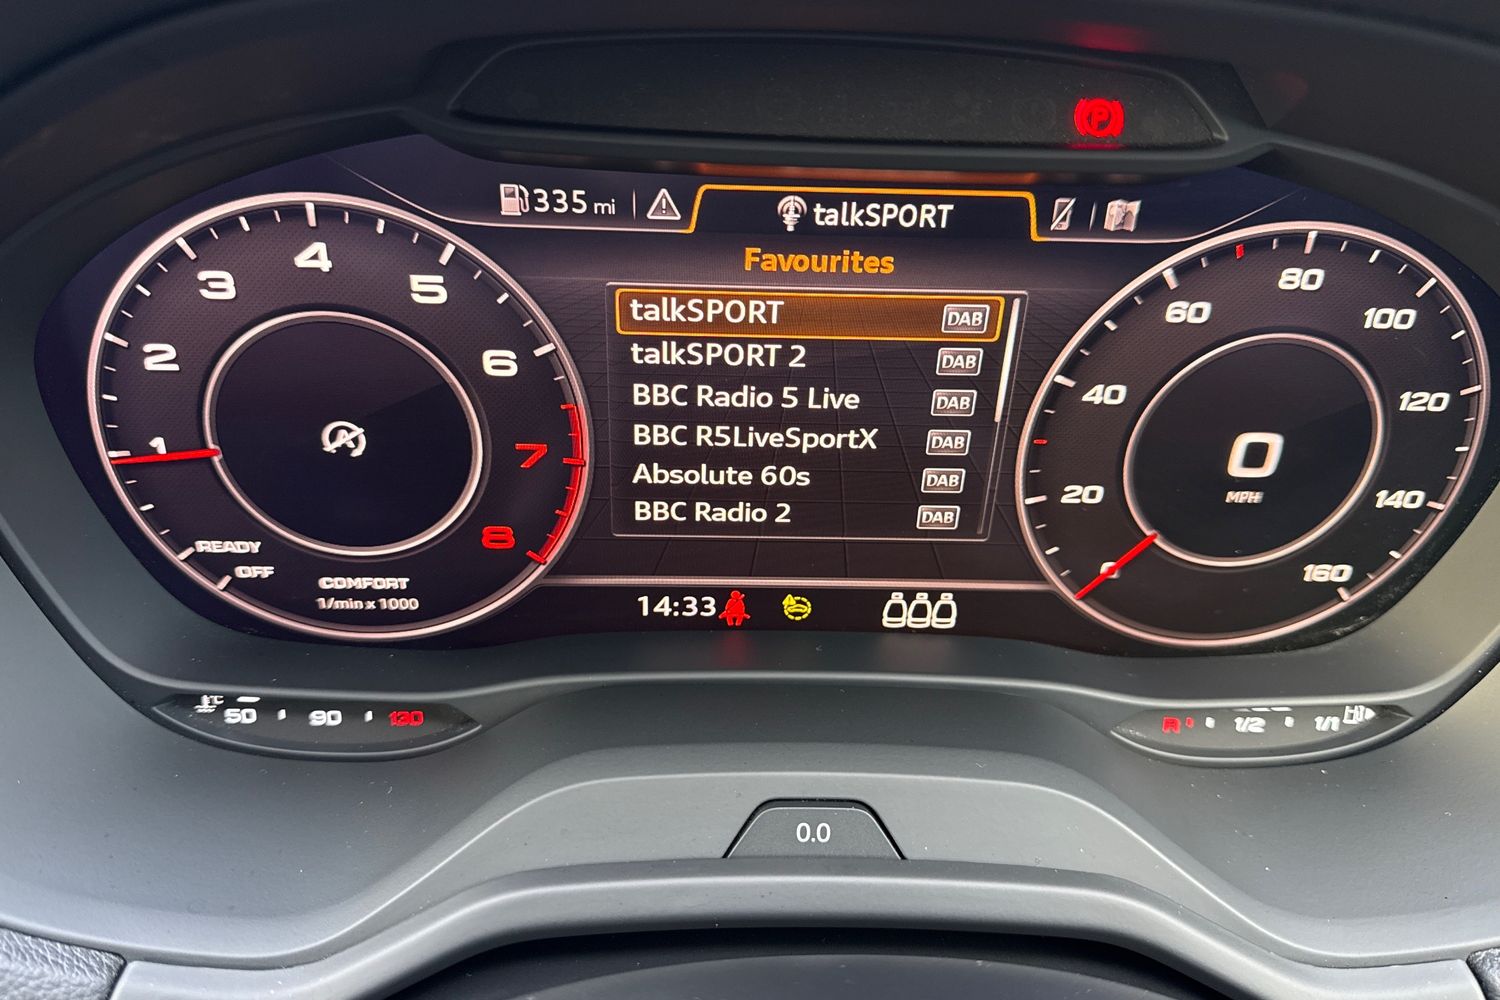 P
335 mi
talkSPORT
Favourites
talkSPORT DAB
talkSPORT 2 DAB
BBC Radio 5 Live DAB
BBC R5LiveSportX DAB
Absolute 60s DAB
BBC Radio 2 DAB
1 2 3 4 5 6 7 8
A
READY
OFF
COMFORT
1/min x 1000
0 20 40 60 80 100 120 140 160
0
MPH
14:33
°C 50 90 130
R 1/2 1/1
0.0